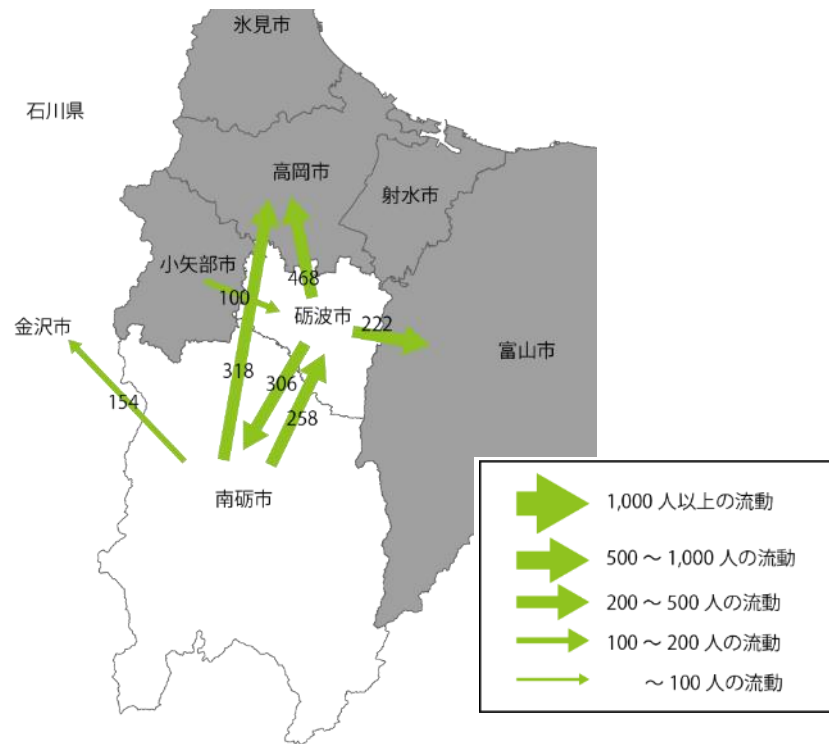 氷見市
石川県
高岡市
射水市
小矢部市
468
100
砺波市
222
金沢市
富山市
318
306
154
258
南砺市
1,000 人以上の流動
500 ～ 1,000 人の流動
200 ～ 500 人の流動
100 ～ 200 人の流動
～ 100 人の流動